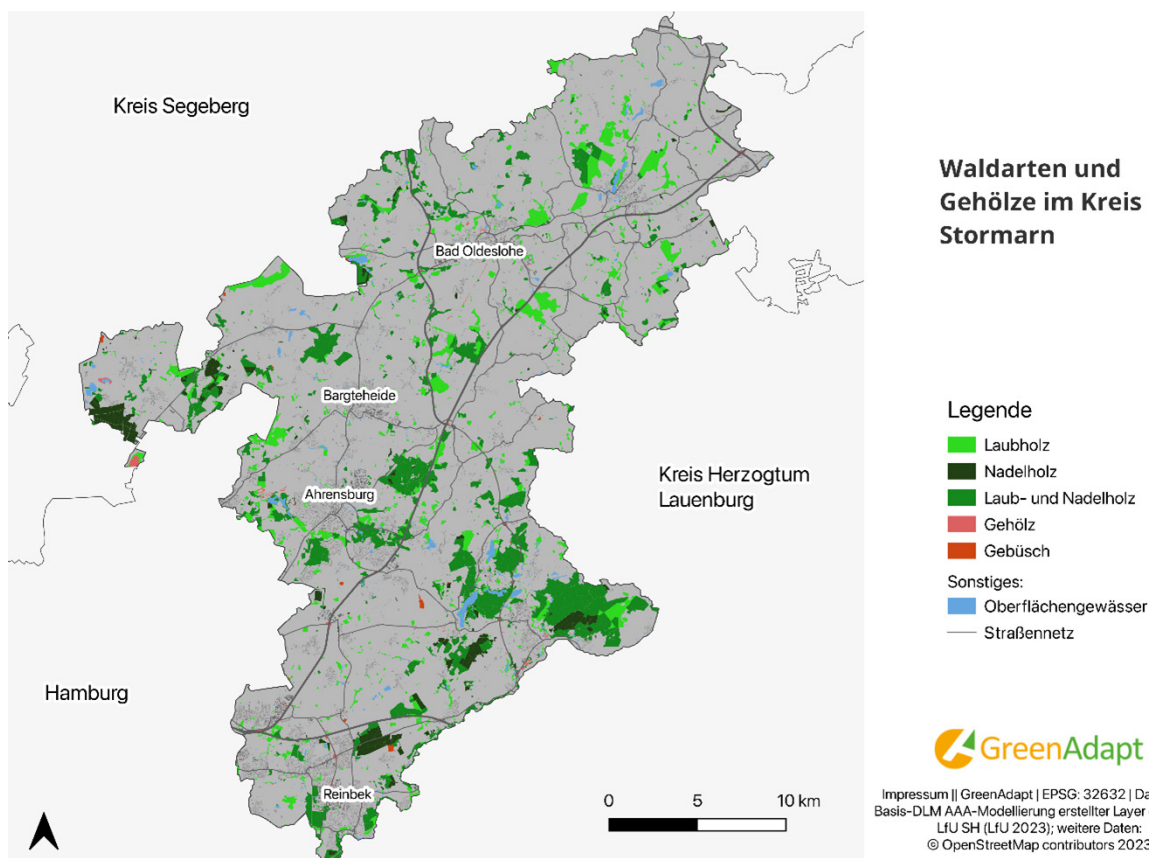 Kreis Segeberg
Waldarten und
Gehölze im Kreis
Stormarn
Bad Oldeslohe
Bargteheide
Ahrensburg
Kreis Herzogtum
Lauenburg
Hamburg
Reinbek
Legende
Laubholz
Nadelholz
Laub- und Nadelholz
Gehölz
Gebüsch
Sonstiges:
Oberflächengewässer
Straßennetz
0 5 10 km
GreenAdapt
Impressum || GreenAdapt | EPSG: 32632 | Da
Basis-DLM AAA-Modellierung erstellter Layer
LfU SH (LfU 2023); weitere Daten:
© OpenStreetMap contributors 2023